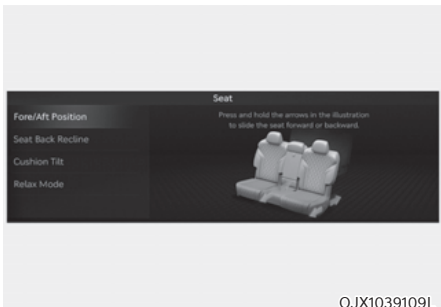 Seat
Fore/Aft Position
Press and hold the arrows in the illustration
to slide the seat forward or backward.
Seat Back Recline
Cushion Tilt
Relax Mode
OJX1039109L